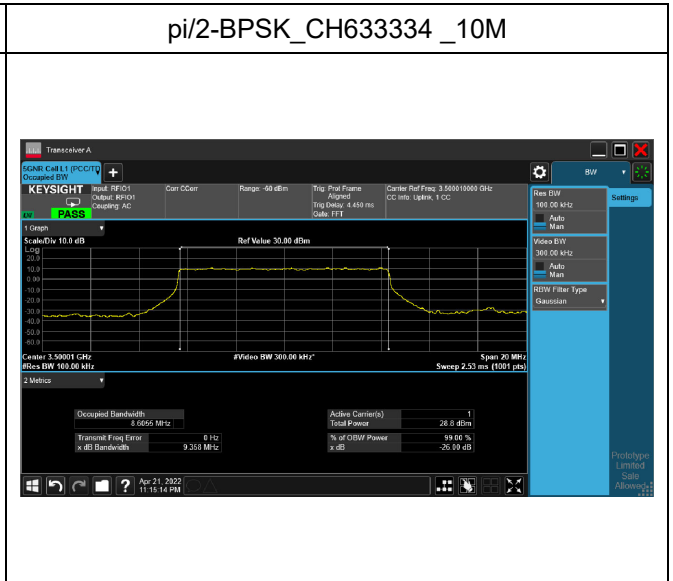 pi/2-BPSK_CH633334 _10M
Transceiver A
5GNR Cell L1 (PCC/TD
Occupied BW
BW
KEYSIGHT
Input: RFIO1
Output: RFIO1
Coupling: AC
Corr CCorr
Range: -60 dBm
Trig: Prot Frame
Aligned
Trig Delay: 4.450 ms
Gate: FFT
Carrier Ref Freq: 3.500010000 GHz
CC Info: Uplink, 1 CC
PASS
1 Graph
Scale/Div 10.0 dB
Ref Value 30.00 dBm
Log
20.0
10.0
0.00
-10.0
-20.0
-30.0
-40.0
-50.0
-60.0
Center 3.50001 GHz
#Video BW 300.00 kHz*
Span 20 MHz
#Res BW 100.00 kHz
Sweep 2.53 ms (1001 pts)
2 Metrics
Occupied Bandwidth
8.6055 MHz
Active Carrier(s) 1
Total Power 28.8 dBm
Transmit Freq Error 0 Hz
x dB Bandwidth 9.358 MHz
% of OBW Power 99.00 %
x dB -26.00 dB
Res BW
100.00 kHz
Auto
Man
Video BW
300.00 kHz
Auto
Man
RBW Filter Type
Gaussian
Settings
Prototype
Limited
Sale
Allowed
?
Apr 21, 2022
11:15:14 PM